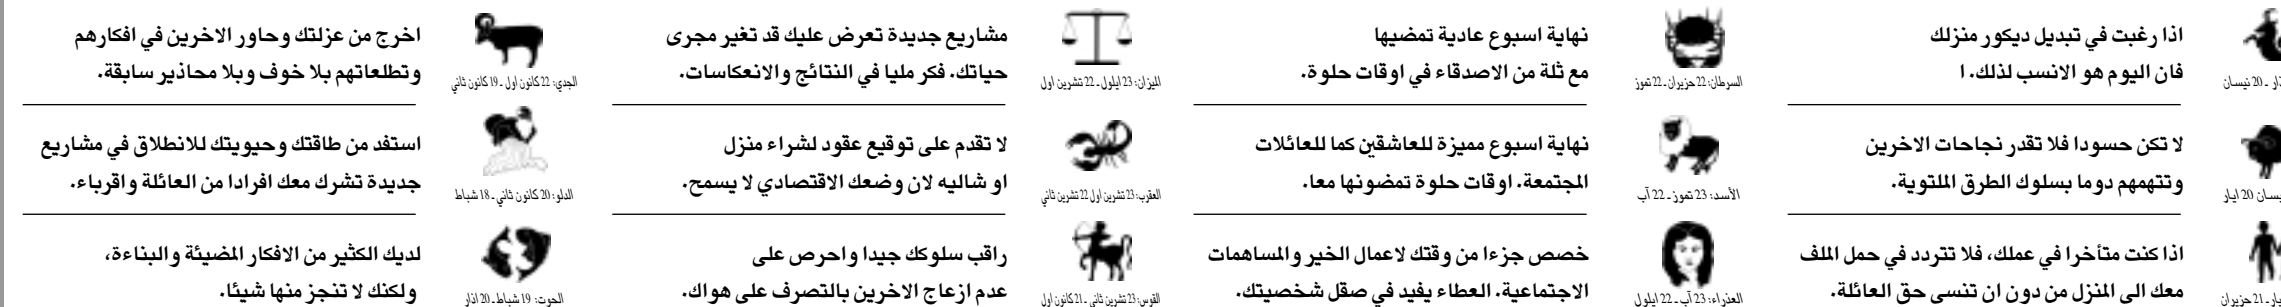 اذا رغبت في تبديل ديكور منزلك
فان اليوم هو الانسب لذلك. ا
ـ 20 نيسان
لا تكن حسودا فلا تقدر نجاحات الاخرين
وتتهمهم دوما بسلوك الطرق الملتوية.
20 ايار
اذا كنت متأخرا في عملك، فلا تتردد في حمل الملف
معك الى المنزل من دون ان تنسى حق العائلة.
ـ 21 حزيران
نهاية اسبوع عادية تمضيها
مع ثلة من الاصدقاء في اوقات حلوة.
السرطان: 22 حزيران ـ 22 تموز
نهاية اسبوع مميزة للعاشقين كما للعائلات
المجتمعة. اوقات حلوة تمضونها معا.
الأسد: 23 تموز ـ 22 آب
خصص جزءا من وقتك لاعمال الخير والمساهمات
الاجتماعية. العطاء يفيد في صقل شخصيتك.
العذراء: 23 آب ـ 22 ايلول
مشاريع جديدة تعرض عليك قد تغير مجرى
حياتك. فكر مليا في النتائج والانعكاسات.
الميزان: 23 ايلول ـ 22 تشرين اول
لا تقدم على توقيع عقود لشراء منزل
او شاليه لان وضعك الاقتصادي لا يسمح.
العقرب: 23 تشرين اول 22 تشرين ثاني
راقب سلوكك جيدا واحرص على
عدم ازعاج الاخرين بالتصرف على هواك.
القوس: 23 تشرين ثاني ـ 21 كانون اول
اخرج من عزلتك وحاور الاخرين في افكارهم
وتطلعاتهم بلا خوف وبلا محاذير سابقة.
الجدي: 22 كانون اول ـ 19 كانون ثاني
استفد من طاقتك وحيويتك للانطلاق في مشاريع
جديدة تشرك معك افرادا من العائلة واقرباء.
الدلو: 20 كانون ثاني ـ 18 شباط
لديك الكثير من الافكار المضيئة والبناءة،
ولكنك لا تنجز منها شيئا.
الحوت: 19 شباط ـ 20 اذار